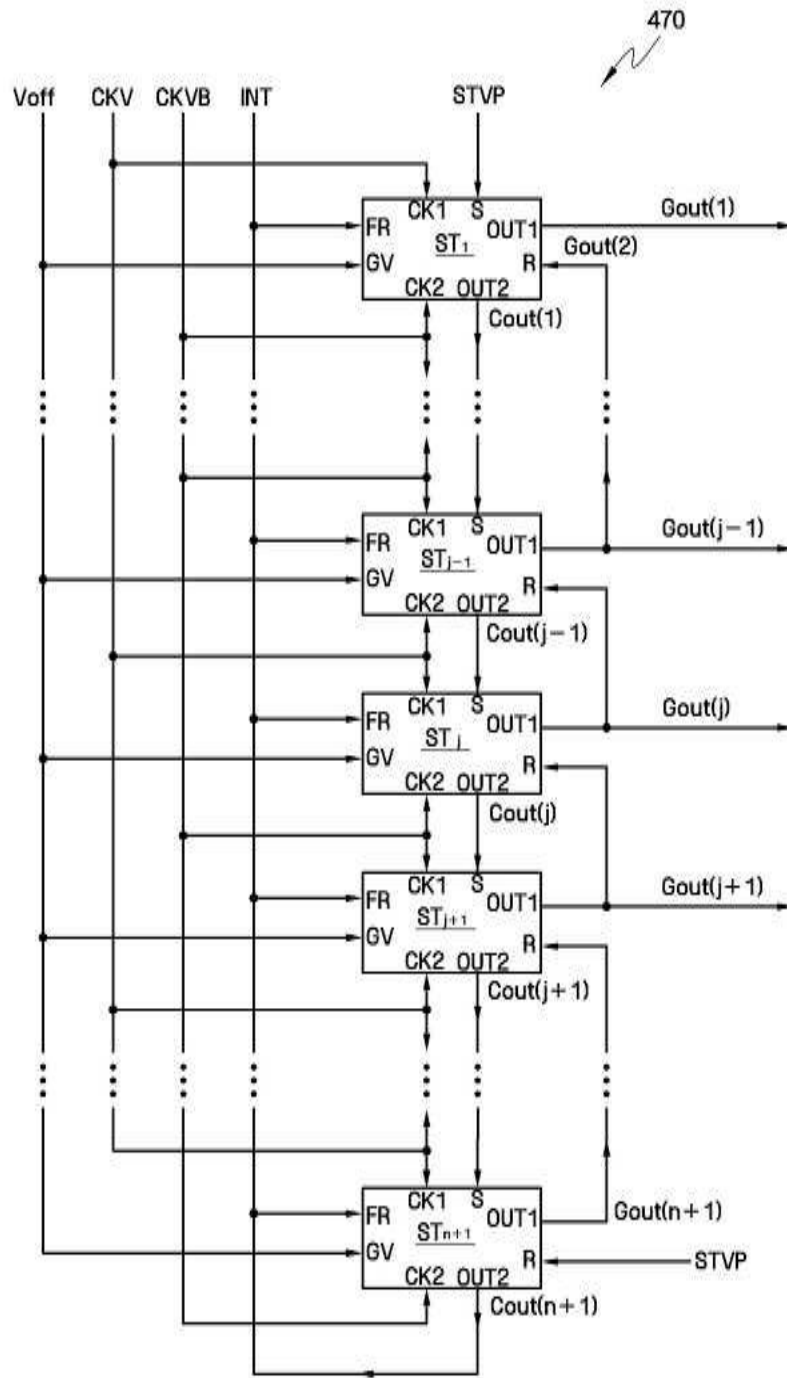 470
Voff CKV CKVB INT STVP
CK1 S
FR OUT1 Gout(1)
ST1
GV R Gout(2)
CK2 OUT2
Cout(1)
CK1 S
FR OUT1 Gout(j-1)
STj-1
GV R
CK2 OUT2
Cout(j-1)
CK1 S
FR OUT1 Gout(j)
STj
GV R
CK2 OUT2
Cout(j)
CK1 S
FR OUT1 Gout(j+1)
STj+1
GV R
CK2 OUT2
Cout(j+1)
CK1 S
FR OUT1 Gout(n+1)
STn+1
GV R STVP
CK2 OUT2
Cout(n+1)